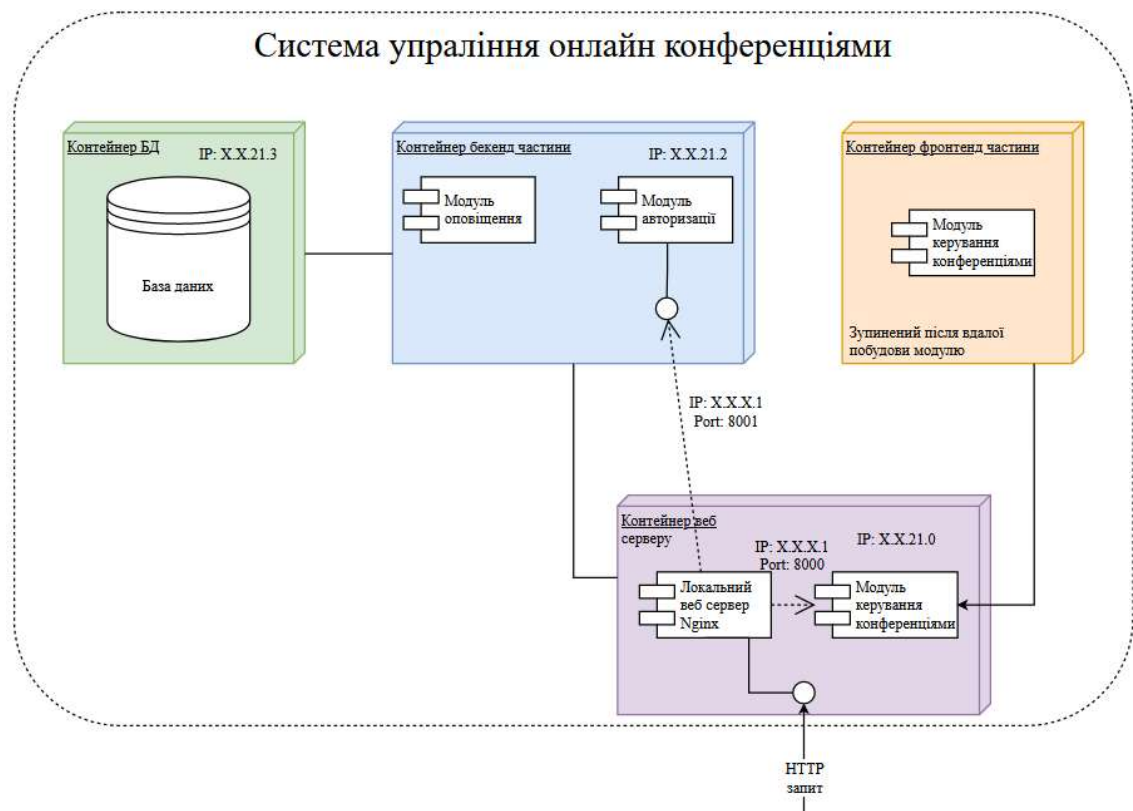 Система упраління онлайн конференціями
Контейнер БД
IP: X.X.21.3
База даних
Контейнер бекенд частини
IP: X.X.21.2
Модуль
оповіщення
Модуль
авторизації
Контейнер фронтенд частини
Модуль
керування
конференціями
Зупинений після вдалої
побудови модулю
IP: X.X.X.1
Port: 8001
Контейнер веб
серверу
IP: X.X.X.1
Port: 8000
IP: X.X.21.0
Локальний
веб сервер
Nginx
Модуль
керування
конференціями
HTTP
запит